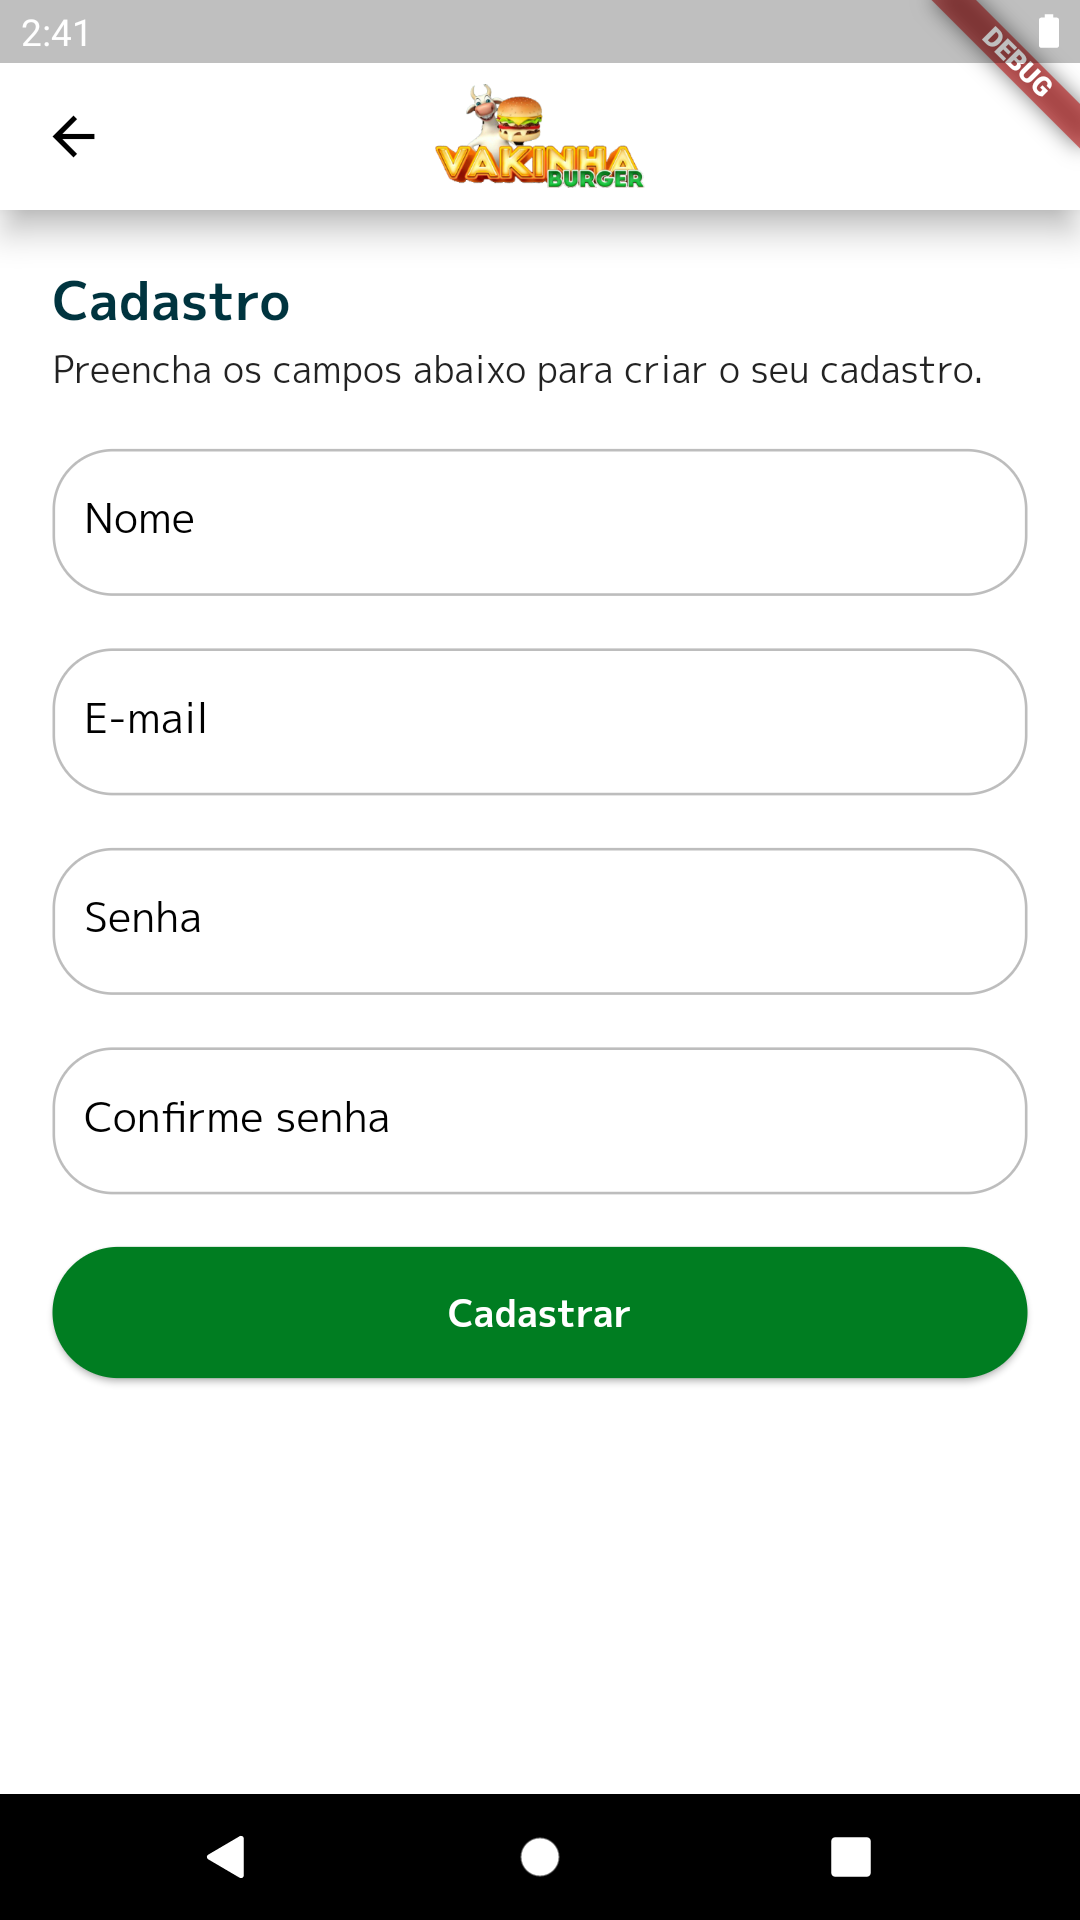 2:41
DEBUG
VAKINHA
BURGER
Cadastro
Preencha os campos abaixo para criar o seu cadastro.
Nome
E-mail
Senha
Confirme senha
Cadastrar